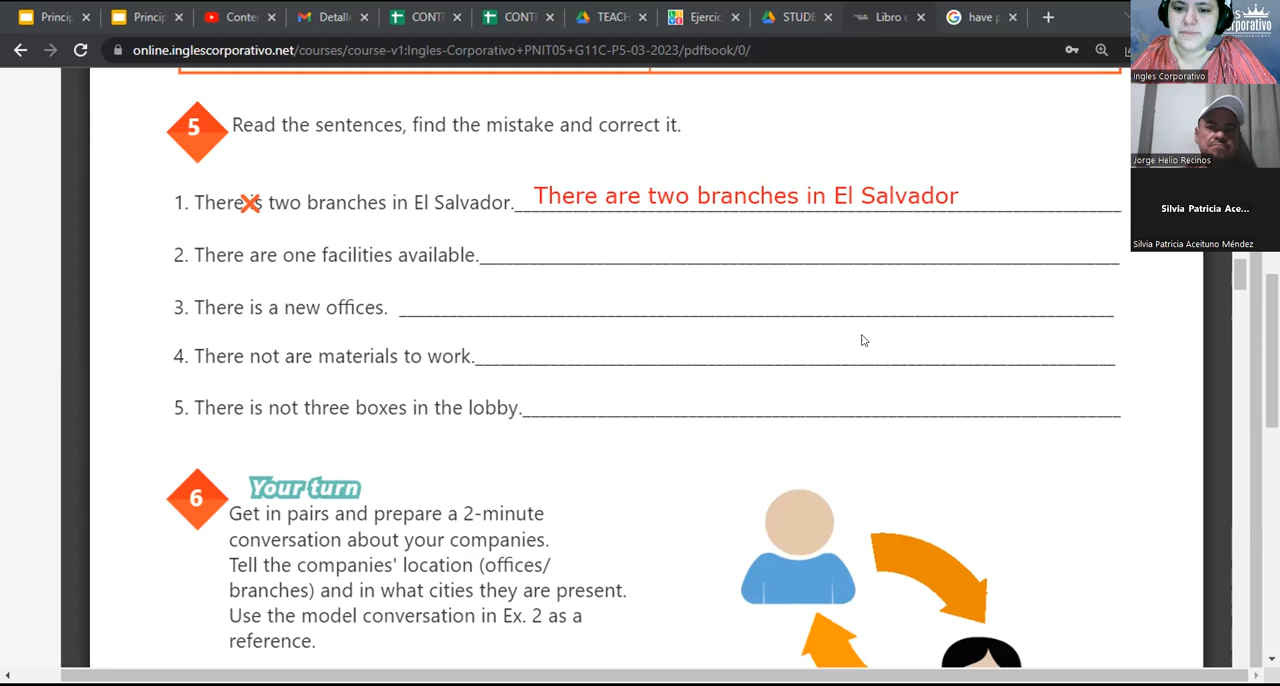 Princip
Princip
Conte
Detall
CONTI
CONT
TEACH
Ejercic
STUDE
Libro
have p
online.inglescorporativo.net/courses/course-v1:Ingles-Corporativo+PNIT05+G11C-P5-03-2023/pdfbook/0/
Ingles Corporativo
Jorge Helio Recinos
Silvia Patricia Ace...
Silvia Patricia Aceituno Méndez
5 Read the sentences, find the mistake and correct it.
1. There is two branches in El Salvador. There are two branches in El Salvador
2. There are one facilities available.
3. There is a new offices.
4. There not are materials to work.
5. There is not three boxes in the lobby.
6 Your turn
Get in pairs and prepare a 2-minute
conversation about your companies.
Tell the companies' location (offices/
branches) and in what cities they are present.
Use the model conversation in Ex. 2 as a
reference.